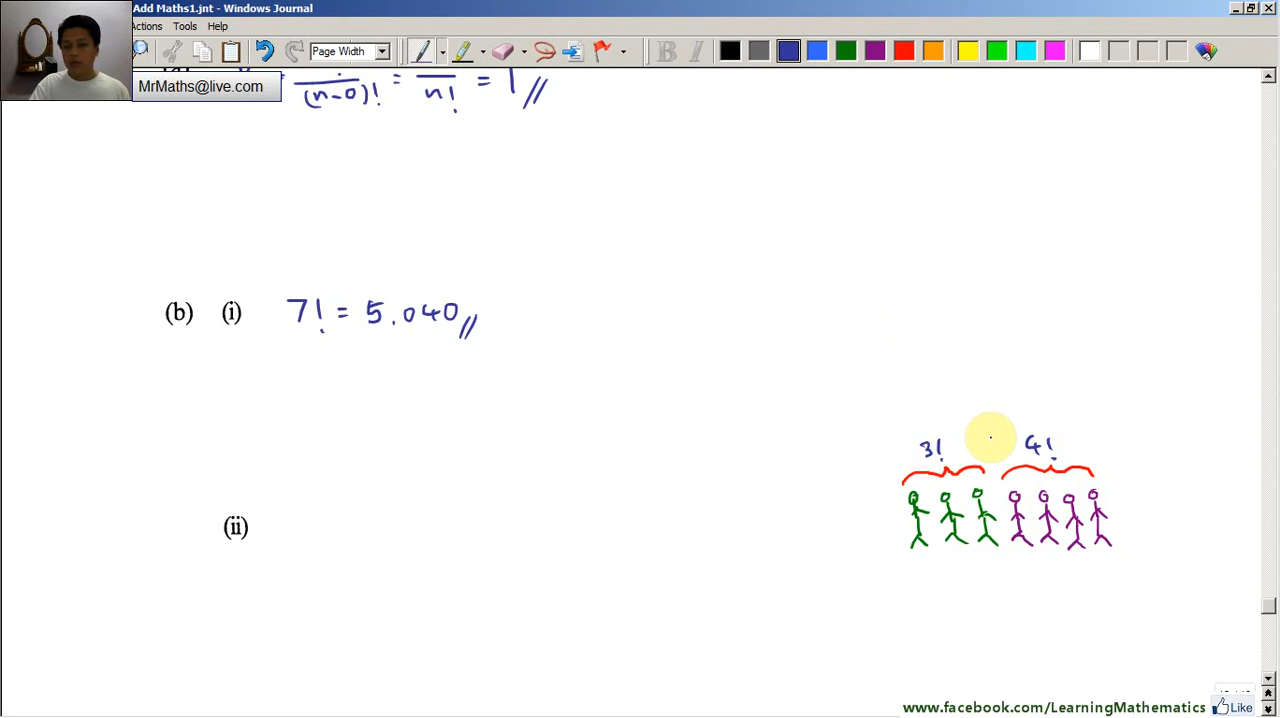 Add Maths1.jnt - Windows Journal
Actions Tools Help
Page Width
MrMaths@live.com
(n-0)! = n! = 1 //
(b) (i) 7! = 5.040 //
3! 4!
(ii)
www.facebook.com/LearningMathematics Like